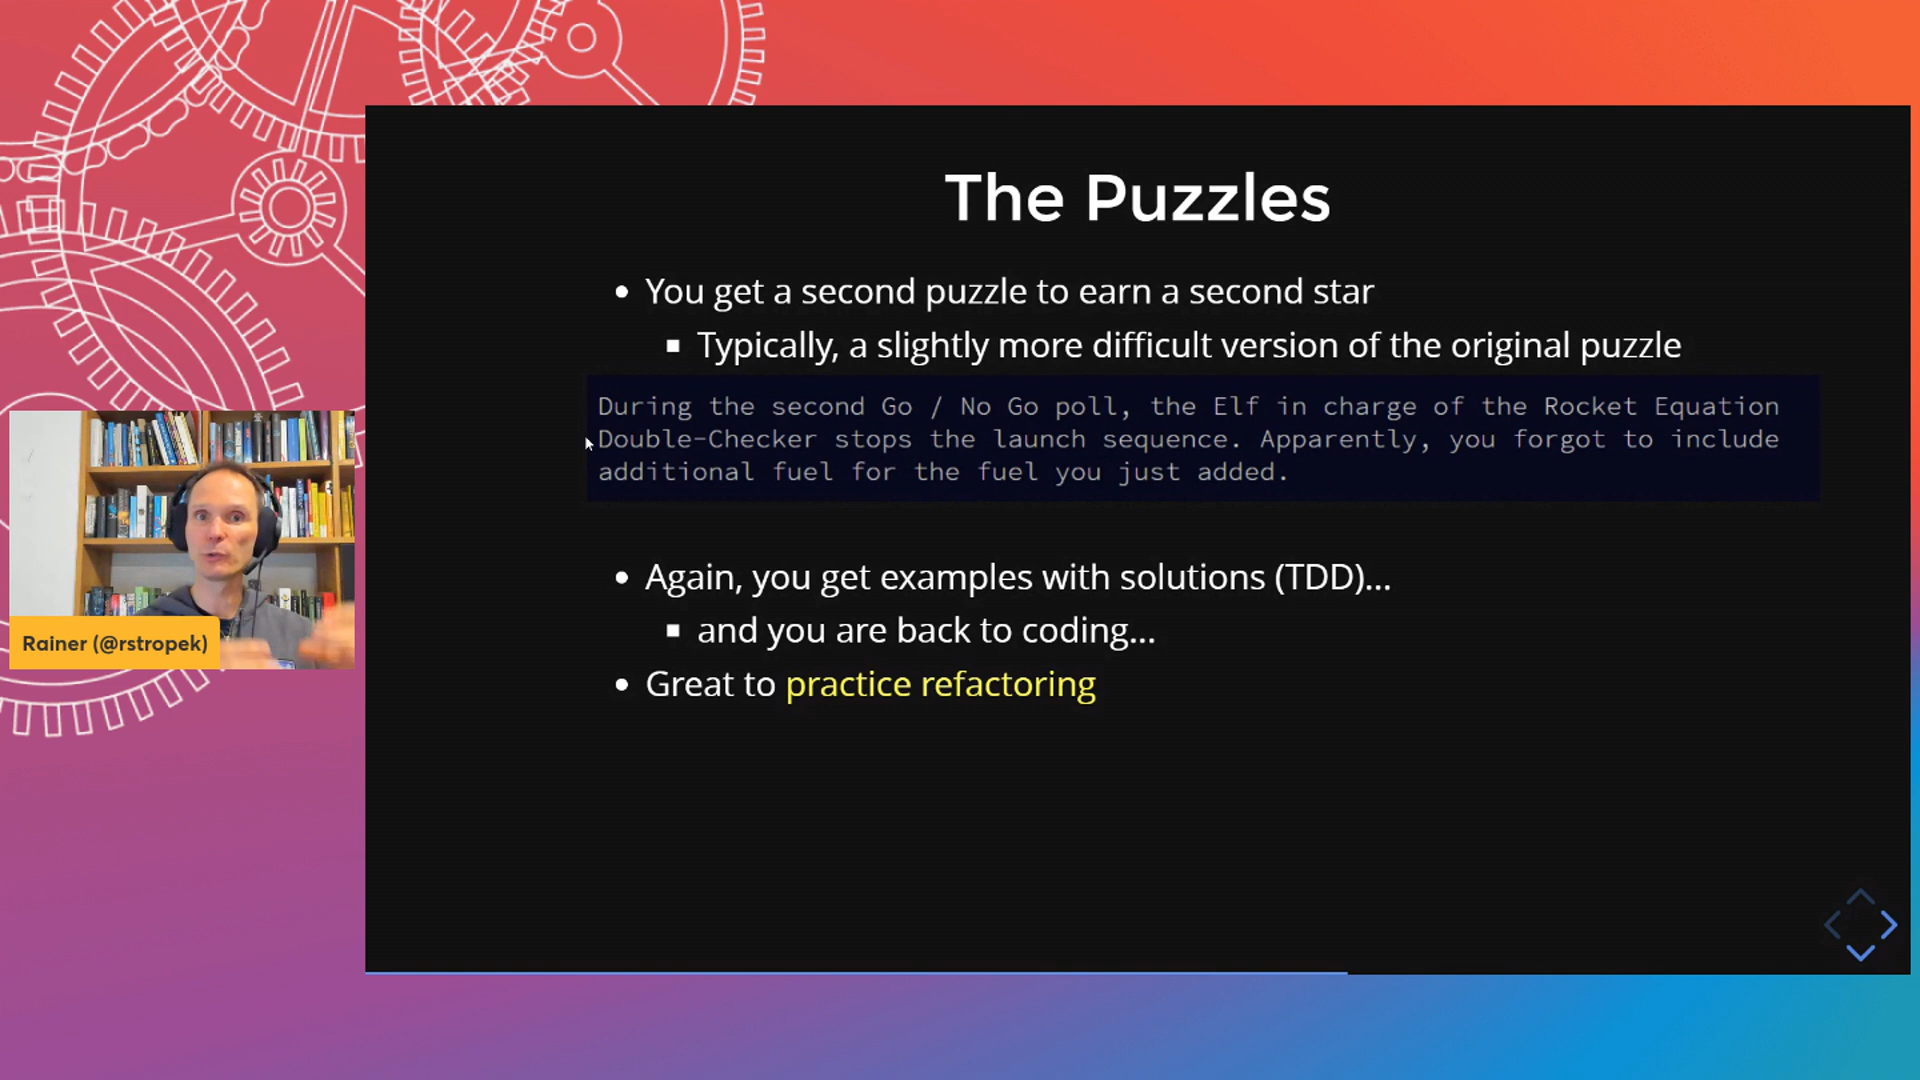 The Puzzles
You get a second puzzle to earn a second star
Typically, a slightly more difficult version of the original puzzle
During the second Go / No Go poll, the Elf in charge of the Rocket Equation
Double-Checker stops the launch sequence. Apparently, you forgot to include
additional fuel for the fuel you just added.
Again, you get examples with solutions (TDD)...
and you are back to coding...
Great to practice refactoring
Rainer (@rstropek)